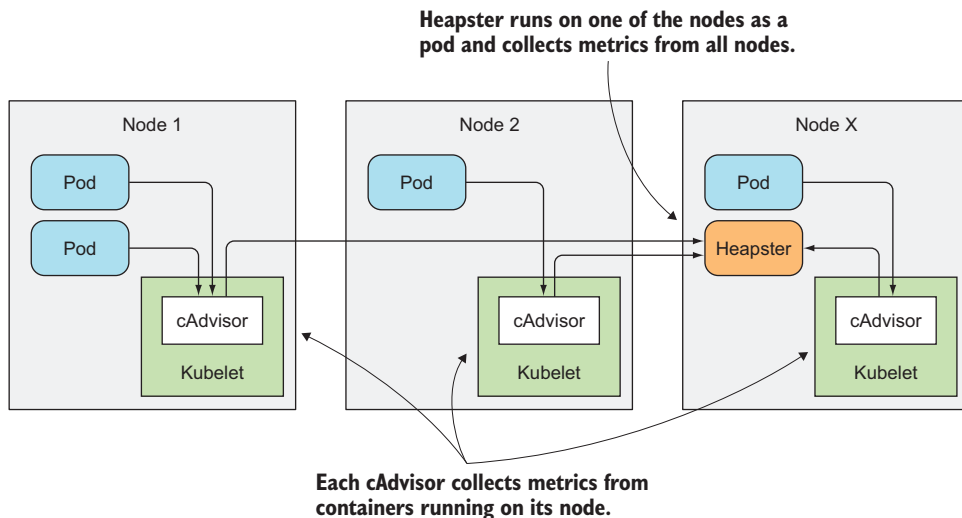 Heapster runs on one of the nodes as a
pod and collects metrics from all nodes.
Node 1
Pod
Pod
cAdvisor
Kubelet
Node 2
Pod
cAdvisor
Kubelet
Node X
Pod
Heapster
cAdvisor
Kubelet
Each cAdvisor collects metrics from
containers running on its node.